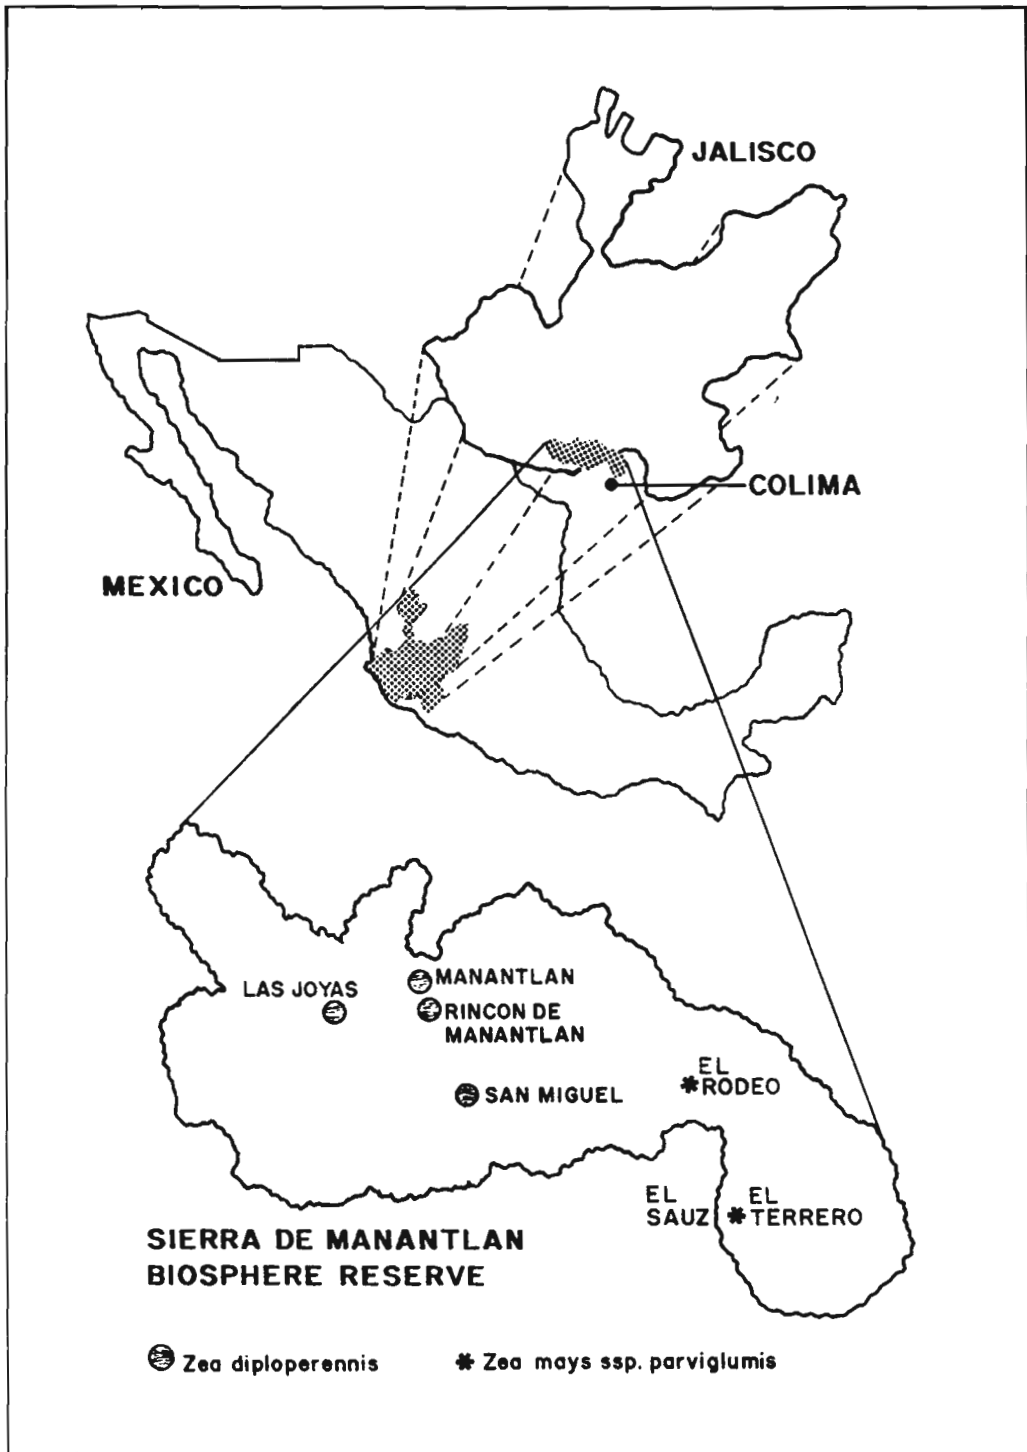 JALISCO
COLIMA
MEXICO
LAS JOYAS
MANANTLAN
RINCON DE
MANANTLAN
SAN MIGUEL
EL
RODEO
EL
SAUZ
EL
TERRERO
SIERRA DE MANANTLAN
BIOSPHERE RESERVE
Zea diploperennis
Zea mays ssp. parviglumis